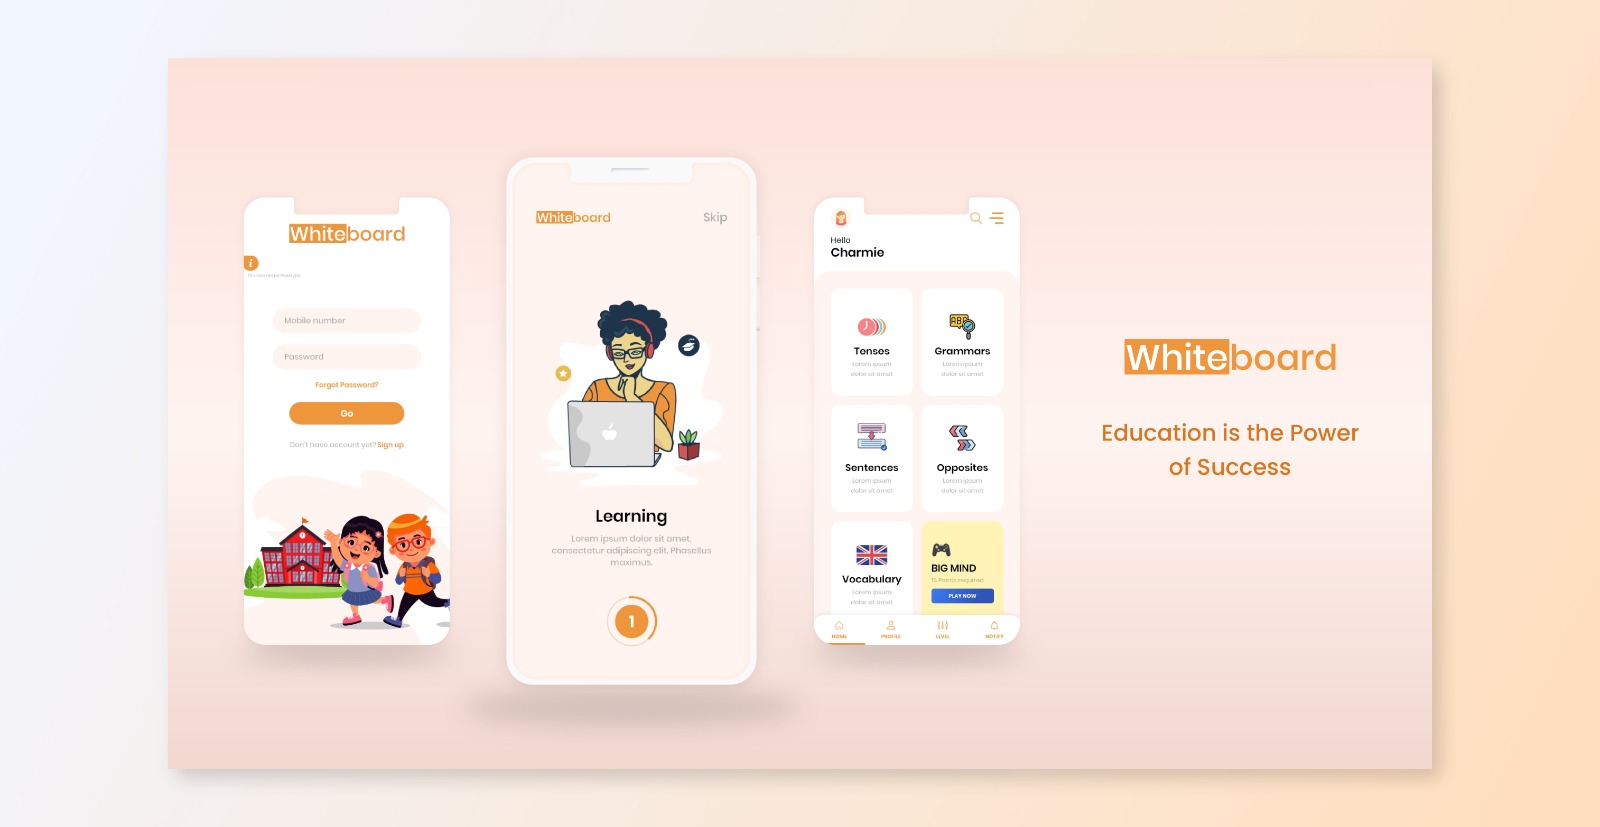 Whiteboard
Mobile number
Password
Forgot Password?
Go
Don't have account yet? Sign up
Whiteboard
Skip
Learning
Lorem ipsum dolor sit amet,
consectetur adipiscing elit. Phasellus
maximus.
1
Hello
Charmie
Tenses
Lorem ipsum
dolor sit amet
Grammars
Lorem ipsum
dolor sit amet
Sentences
Lorem ipsum
dolor sit amet
Opposites
Lorem ipsum
dolor sit amet
Vocabulary
Lorem ipsum
dolor sit amet
BIG MIND
15 Points required
PLAY NOW
HOME
PROFILE
LEVEL
NOTIFY
Whiteboard
Education is the Power
of Success